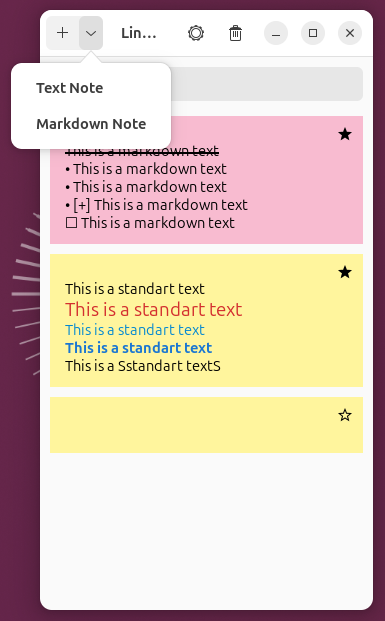 Lin...
Text Note
Markdown Note
This is a markdown text
• This is a markdown text
• This is a markdown text
• [+] This is a markdown text
☐ This is a markdown text
This is a standart text
This is a standart text
This is a standart text
This is a standart text
This is a Sstandart textS